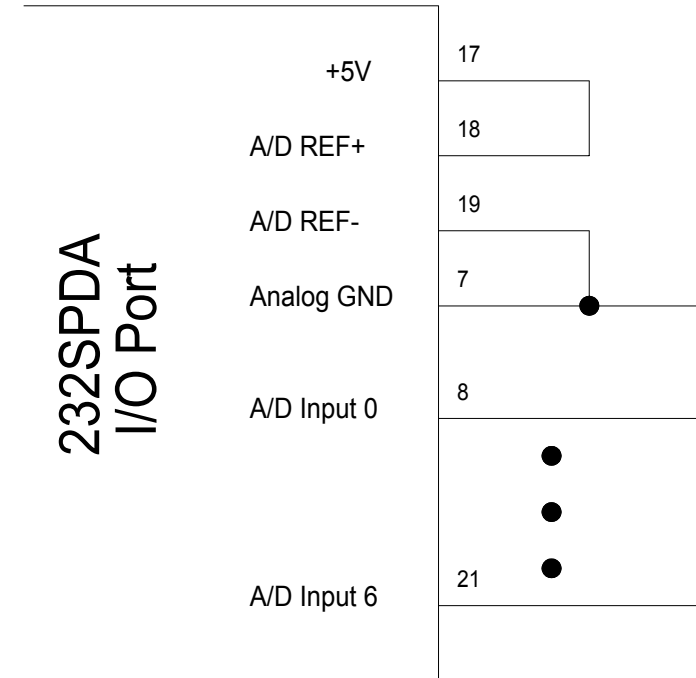 232SPDA
I/O Port
+5V 17
A/D REF+ 18
A/D REF- 19
Analog GND 7
A/D Input 0 8
A/D Input 6 21